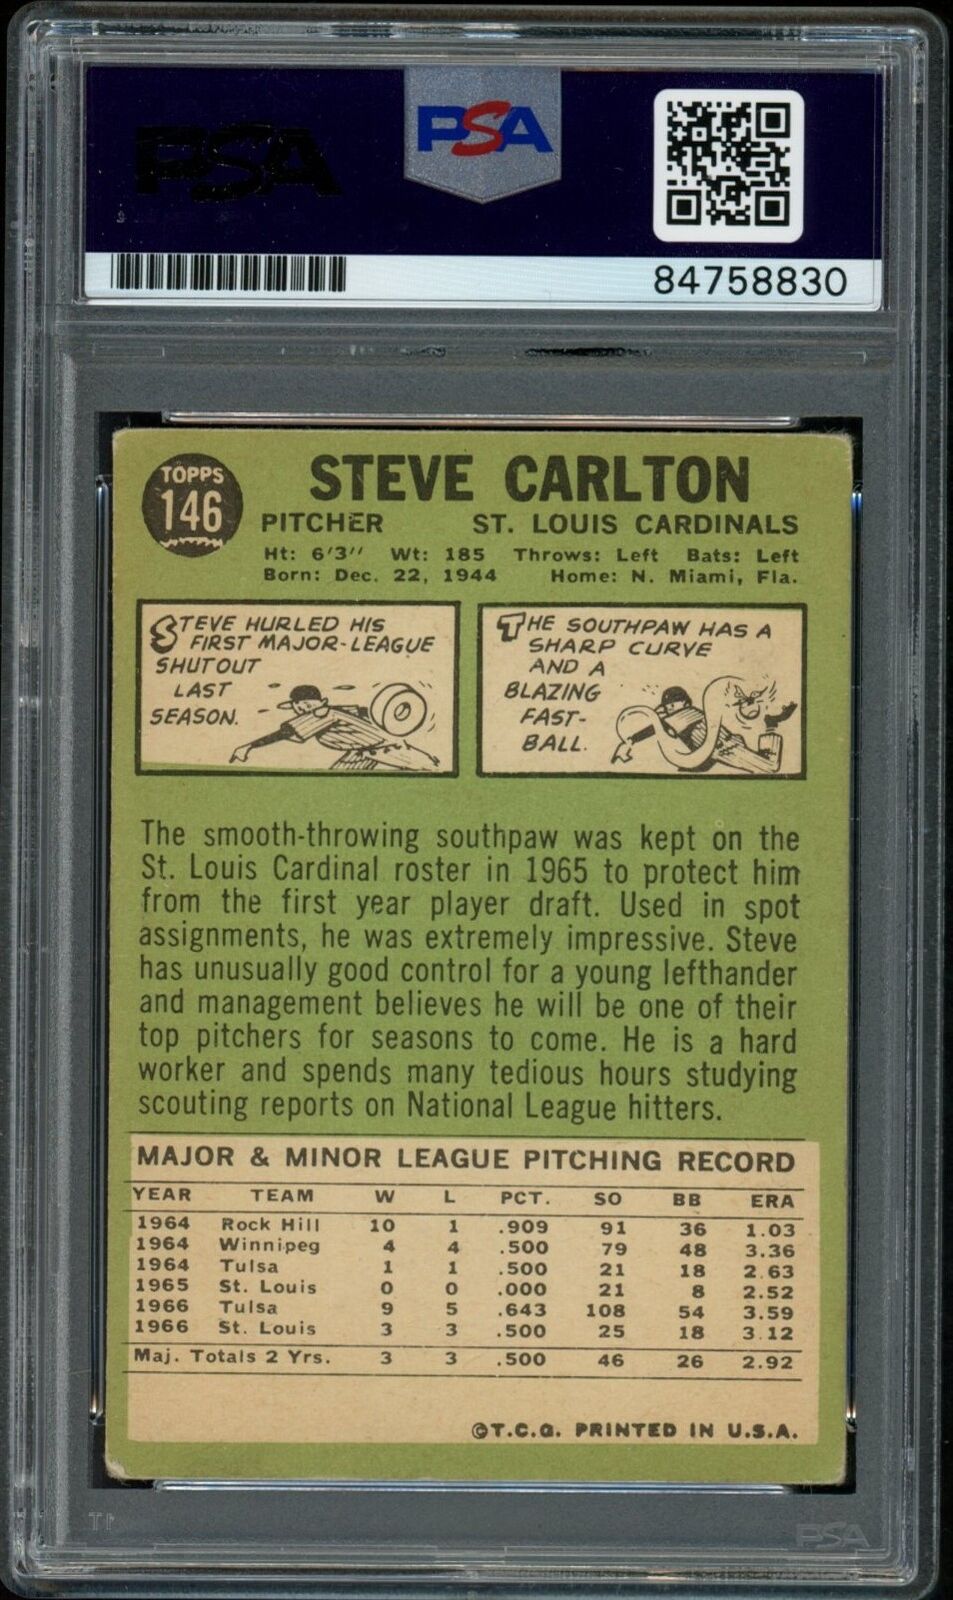 PSA
PSA
84758830
TOPPS
146
STEVE CARLTON
PITCHER ST. LOUIS CARDINALS
Ht: 6'3'' Wt: 185 Throws: Left Bats: Left
Born: Dec. 22, 1944 Home: N. Miami, Fla.
STEVE HURLED HIS
FIRST MAJOR-LEAGUE
SHUTOUT
LAST
SEASON.
THE SOUTHPAW HAS A
SHARP CURVE
AND A
BLAZING
FAST-
BALL.
The smooth-throwing southpaw was kept on the
St. Louis Cardinal roster in 1965 to protect him
from the first year player draft. Used in spot
assignments, he was extremely impressive. Steve
has unusually good control for a young lefthander
and management believes he will be one of their
top pitchers for seasons to come. He is a hard
worker and spends many tedious hours studying
scouting reports on National League hitters.
MAJOR & MINOR LEAGUE PITCHING RECORD
YEAR TEAM W L PCT. SO BB ERA
1964 Rock Hill 10 1 .909 91 36 1.03
1964 Winnipeg 4 4 .500 79 48 3.36
1964 Tulsa 1 1 .500 21 18 2.63
1965 St. Louis 0 0 .000 21 8 2.52
1966 Tulsa 9 5 .643 108 54 3.59
1966 St. Louis 3 3 .500 25 18 3.12
Maj. Totals 2 Yrs. 3 3 .500 46 26 2.92
©T.C.G. PRINTED IN U.S.A.
PSA